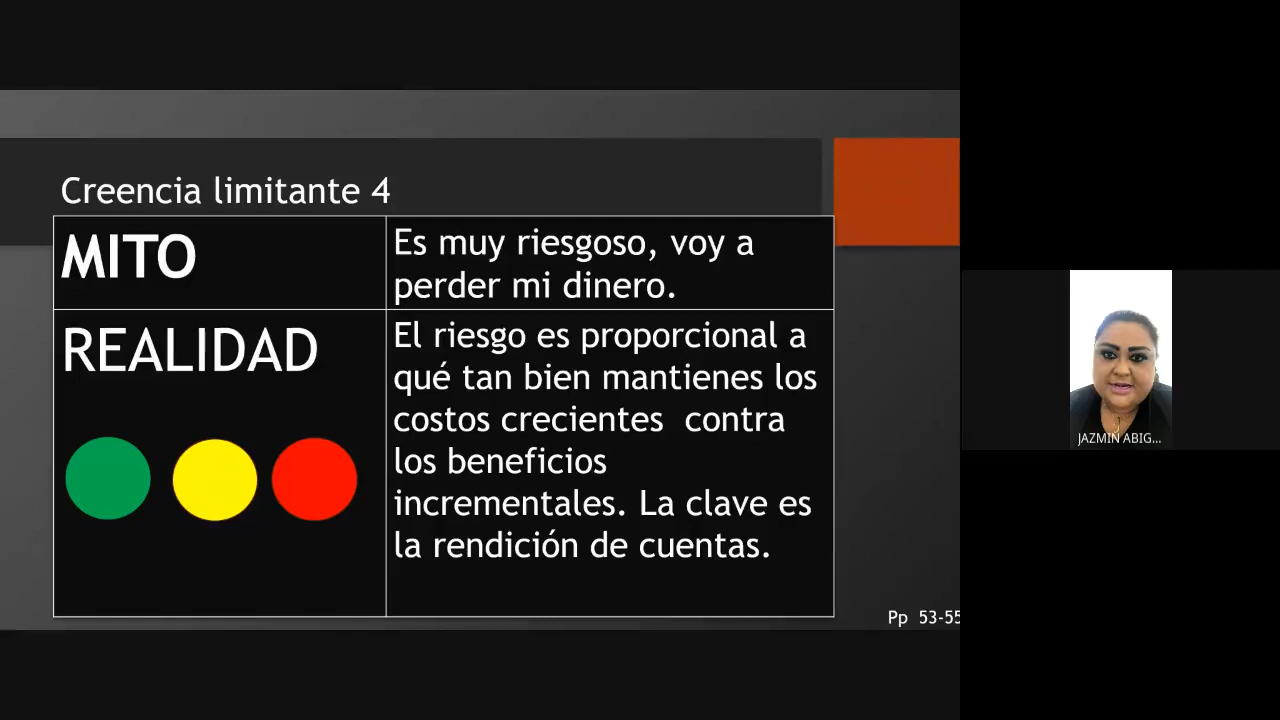 Creencia limitante 4
MITO
Es muy riesgoso, voy a
perder mi dinero.
REALIDAD
El riesgo es proporcional a
qué tan bien mantienes los
costos crecientes contra
los beneficios
incrementales. La clave es
la rendición de cuentas.
Pp 53-55
JAZMIN ABIG...